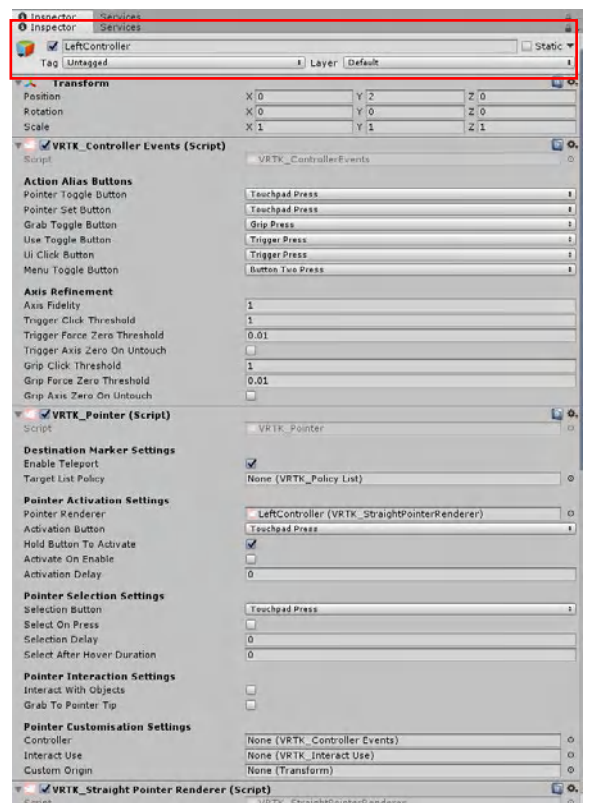 Inspector Services
Inspector Services
LeftController Static
Tag Untagged Layer Default
Transform
Position X 0 Y 2 Z 0
Rotation X 0 Y 0 Z 0
Scale X 1 Y 1 Z 1
VRTK_Controller Events (Script)
Script VRTK_ControllerEvents
Action Alias Buttons
Pointer Toggle Button Touchpad Press
Pointer Set Button Touchpad Press
Grab Toggle Button Grip Press
Use Toggle Button Trigger Press
Ui Click Button Trigger Press
Menu Toggle Button Button Two Press
Axis Refinement
Axis Fidelity 1
Trigger Click Threshold 1
Trigger Force Zero Threshold 0.01
Trigger Axis Zero On Untouch
Grip Click Threshold 1
Grip Force Zero Threshold 0.01
Grip Axis Zero On Untouch
VRTK_Pointer (Script)
Script VRTK_Pointer
Destination Marker Settings
Enable Teleport
Target List Policy None (VRTK_Policy List)
Pointer Activation Settings
Pointer Renderer LeftController (VRTK_StraightPointerRenderer)
Activation Button Touchpad Press
Hold Button To Activate
Activate On Enable
Activation Delay 0
Pointer Selection Settings
Selection Button Touchpad Press
Select On Press
Selection Delay 0
Select After Hover Duration 0
Pointer Interaction Settings
Interact With Objects
Grab To Pointer Tip
Pointer Customisation Settings
Controller None (VRTK_Controller Events)
Interact Use None (VRTK_Interact Use)
Custom Origin None (Transform)
VRTK_Straight Pointer Renderer (Script)
Script VRTK_StraightPointerRenderer